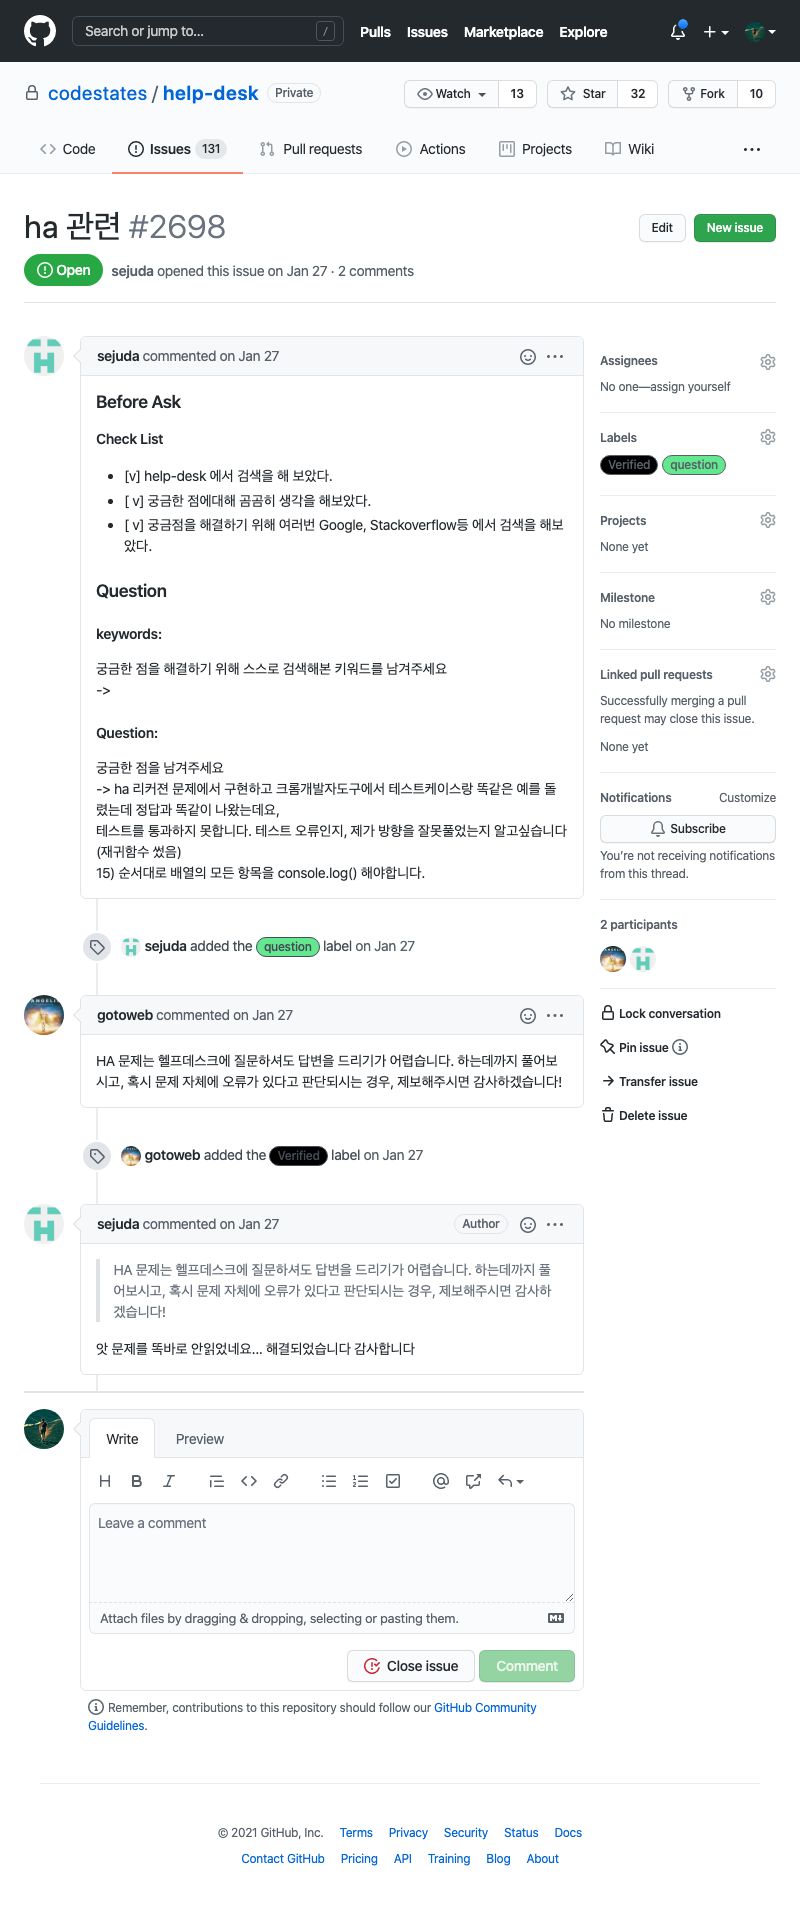 Search or jump to... /
Pulls Issues Marketplace Explore
codestates / help-desk Private
Watch 13 Star 32 Fork 10
Code Issues 131 Pull requests Actions Projects Wiki ...
ha 관련 #2698
Edit New issue
Open sejuda opened this issue on Jan 27 · 2 comments
sejuda commented on Jan 27
Before Ask
Check List
• [v] help-desk 에서 검색을 해 보았다.
• [ v] 궁금한 점에대해 곰곰히 생각을 해보았다.
• [ v] 궁금점을 해결하기 위해 여러번 Google, Stackoverflow등 에서 검색을 해보
았다.
Question
keywords:
궁금한 점을 해결하기 위해 스스로 검색해본 키워드를 남겨주세요
->
Question:
궁금한 점을 남겨주세요
-> ha 리커젼 문제에서 구현하고 크롬개발자도구에서 테스트케이스랑 똑같은 예를 돌
렸는데 정답과 똑같이 나왔는데요,
테스트를 통과하지 못합니다. 테스트 오류인지, 제가 방향을 잘못풀었는지 알고싶습니다
(재귀함수 썼음)
15) 순서대로 배열의 모든 항목을 console.log() 해야합니다.
sejuda added the question label on Jan 27
gotoweb commented on Jan 27
HA 문제는 헬프데스크에 질문하셔도 답변을 드리기가 어렵습니다. 하는데까지 풀어보
시고, 혹시 문제 자체에 오류가 있다고 판단되시는 경우, 제보해주시면 감사하겠습니다!
gotoweb added the Verified label on Jan 27
sejuda commented on Jan 27 Author
HA 문제는 헬프데스크에 질문하셔도 답변을 드리기가 어렵습니다. 하는데까지 풀
어보시고, 혹시 문제 자체에 오류가 있다고 판단되시는 경우, 제보해주시면 감사하
겠습니다!
앗 문제를 똑바로 안읽었네요... 해결되었습니다 감사합니다
Assignees
No one—assign yourself
Labels
Verified question
Projects
None yet
Milestone
No milestone
Linked pull requests
Successfully merging a pull
request may close this issue.
None yet
Notifications Customize
Subscribe
You're not receiving notifications
from this thread.
2 participants
Lock conversation
Pin issue
Transfer issue
Delete issue
Write Preview
H B I
Leave a comment
Attach files by dragging & dropping, selecting or pasting them.
Close issue Comment
Remember, contributions to this repository should follow our GitHub Community
Guidelines.
© 2021 GitHub, Inc. Terms Privacy Security Status Docs
Contact GitHub Pricing API Training Blog About